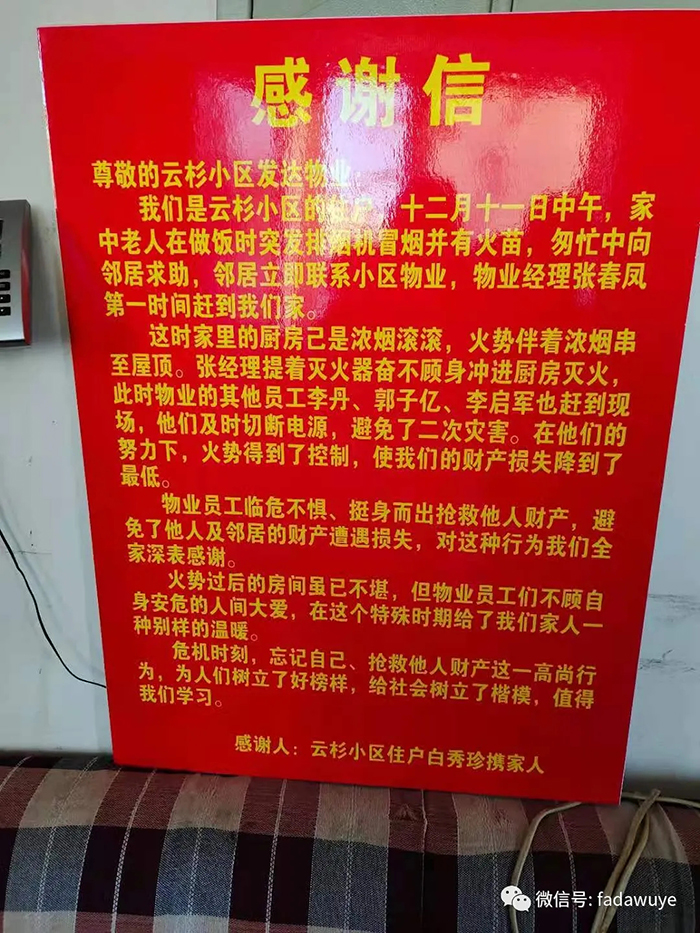 感谢信
尊敬的云杉小区发达物业：
我们是云杉小区的住户，十二月十一日中午，家
中老人在做饭时突发排烟机冒烟并有火苗，匆忙中向
邻居求助，邻居立即联系小区物业，物业经理张春凤
第一时间赶到我们家。
这时家里的厨房已是浓烟滚滚，火势伴着浓烟串
至屋顶。张经理提着灭火器奋不顾身冲进厨房灭火，
此时物业的其他员工李丹、郭子亿、李启军也赶到现
场，他们及时切断电源，避免了二次灾害。在他们的
努力下，火势得到了控制，使我们的财产损失降到了
最低。
物业员工临危不惧、挺身而出抢救他人财产，避
免了他人及邻居的财产遭遇损失，对这种行为我们全
家深表感谢。
火势过后的房间虽已不堪，但物业员工们不顾自
身安危的人间大爱，在这个特殊时期给了我们家人一
种别样的温暖。
危机时刻，忘记自己、抢救他人财产这一高尚行
为，为人们树立了好榜样，给社会树立了楷模，值得
我们学习。
感谢人：云杉小区住户白秀珍携家人
微信号: fadawuye